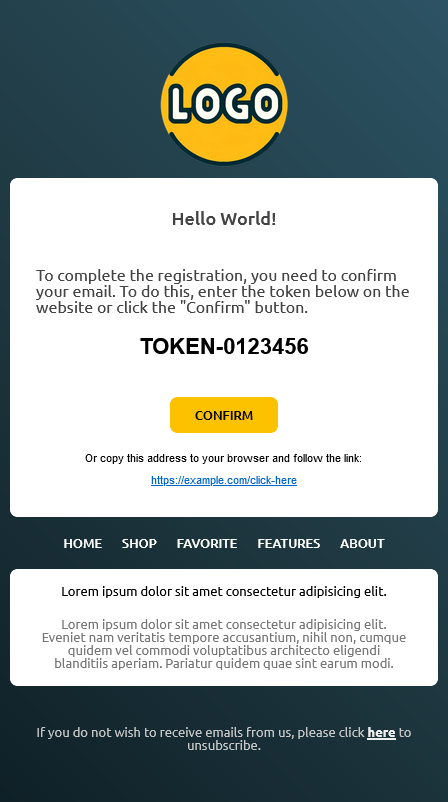 LOGO
Hello World!
To complete the registration, you need to confirm
your email. To do this, enter the token below on the
website or click the "Confirm" button.
TOKEN-0123456
CONFIRM
Or copy this address to your browser and follow the link:
https://example.com/click-here
HOME SHOP FAVORITE FEATURES ABOUT
Lorem ipsum dolor sit amet consectetur adipisicing elit.
Lorem ipsum dolor sit amet consectetur adipisicing elit.
Eveniet nam veritatis tempore accusantium, nihil non, cumque
quidem vel commodi voluptatibus architecto eligendi
blanditiis aperiam. Pariatur quidem quae sint earum modi.
If you do not wish to receive emails from us, please click here to
unsubscribe.